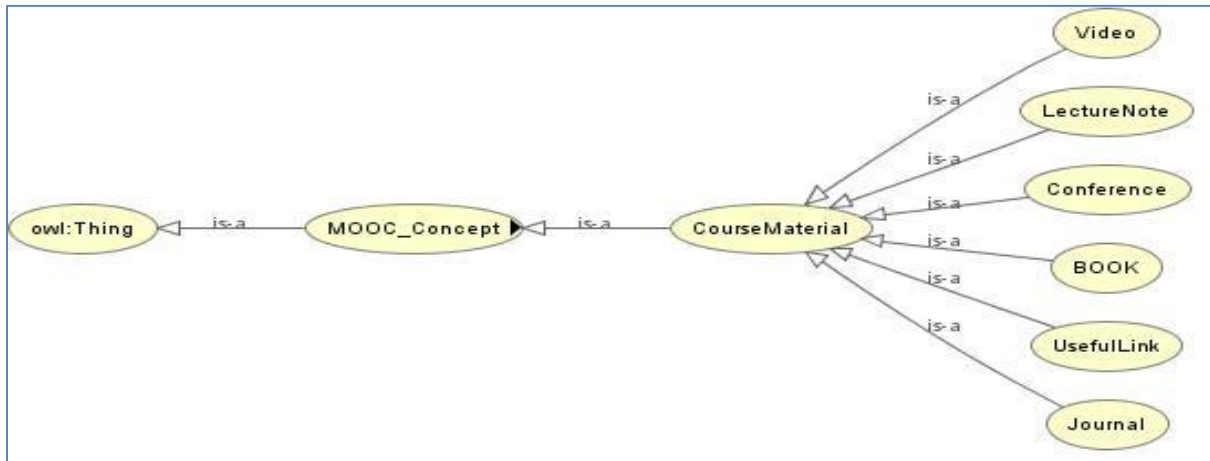 Video
is-a
LectureNote
is-a
Conference
is-a
owl:Thing
is-a
MOOC_Concept
is-a
CourseMaterial
is-a
BOOK
is-a
UsefulLink
is-a
Journal